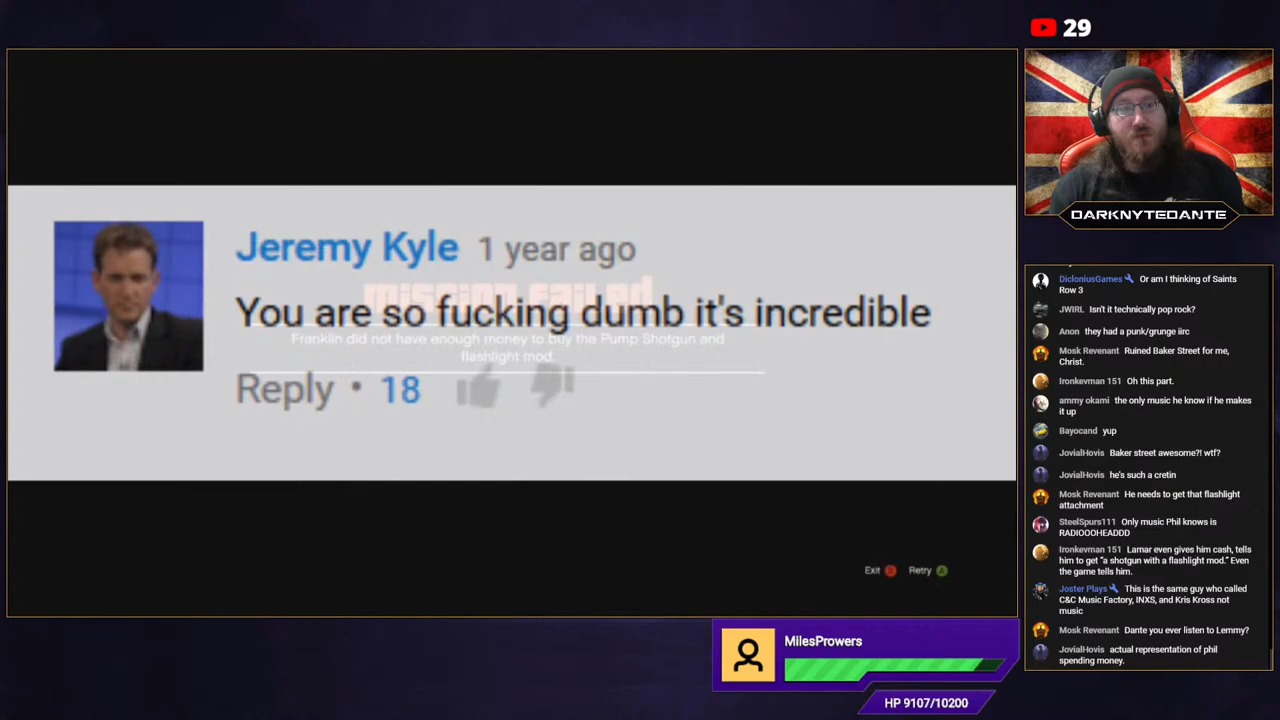 29
Jeremy Kyle 1 year ago
mission failed
You are so fucking dumb it's incredible
Franklin did not have enough money to buy the Pump Shotgun and
flashlight mod.
Reply • 18
Exit B Retry A
DARKNYTEDANTE
DicloniusGames Or am I thinking of Saints
Row 3
JWIRL Isn't it technically pop rock?
Anon they had a punk/grunge iirc
Mosk Revenant Ruined Baker Street for me,
Christ.
Ironkevman 151 Oh this part.
ammy okami the only music he know if he makes
it up
Bayocand yup
JovialHovis Baker street awesome?! wtf?
JovialHovis he's such a cretin
Mosk Revenant He needs to get that flashlight
attachment
SteelSpurs111 Only music Phil knows is
RADIOOOHEADDD
Ironkevman 151 Lamar even gives him cash, tells
him to get "a shotgun with a flashlight mod." Even
the game tells him.
Joster Plays This is the same guy who called
C&C Music Factory, INXS, and Kris Kross not
music
Mosk Revenant Dante you ever listen to Lemmy?
JovialHovis actual representation of phil
spending money.
MilesProwers
HP 9107/10200